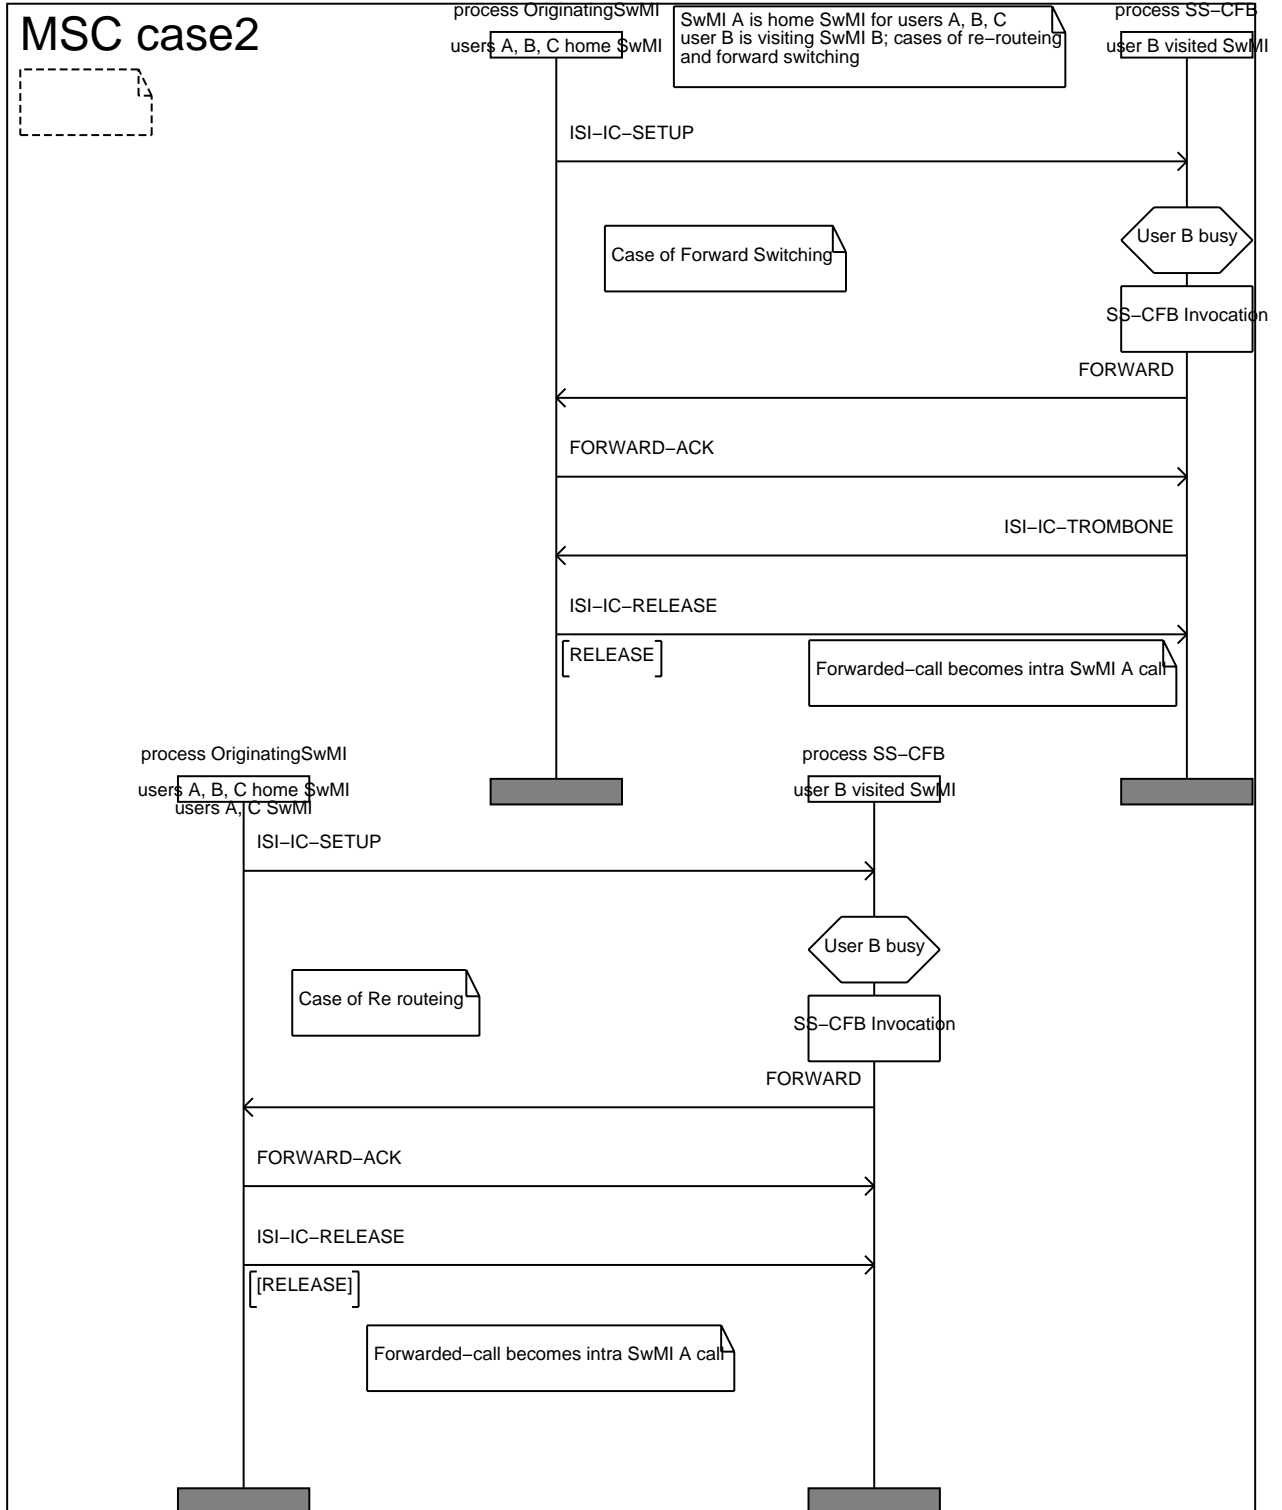 MSC case2
process OriginatingSwMI
users A, B, C home SwMI
SwMI A is home SwMI for users A, B, C
user B is visiting SwMI B; cases of re−routeing
and forward switching
process SS−CFB
user B visited SwMI
ISI−IC−SETUP
User B busy
Case of Forward Switching
SS−CFB Invocation
FORWARD
FORWARD−ACK
ISI−IC−TROMBONE
ISI−IC−RELEASE
RELEASE
Forwarded−call becomes intra SwMI A call
process OriginatingSwMI
users A, B, C home SwMI
users A, C SwMI
process SS−CFB
user B visited SwMI
ISI−IC−SETUP
User B busy
Case of Re routeing
SS−CFB Invocation
FORWARD
FORWARD−ACK
ISI−IC−RELEASE
[RELEASE]
Forwarded−call becomes intra SwMI A call